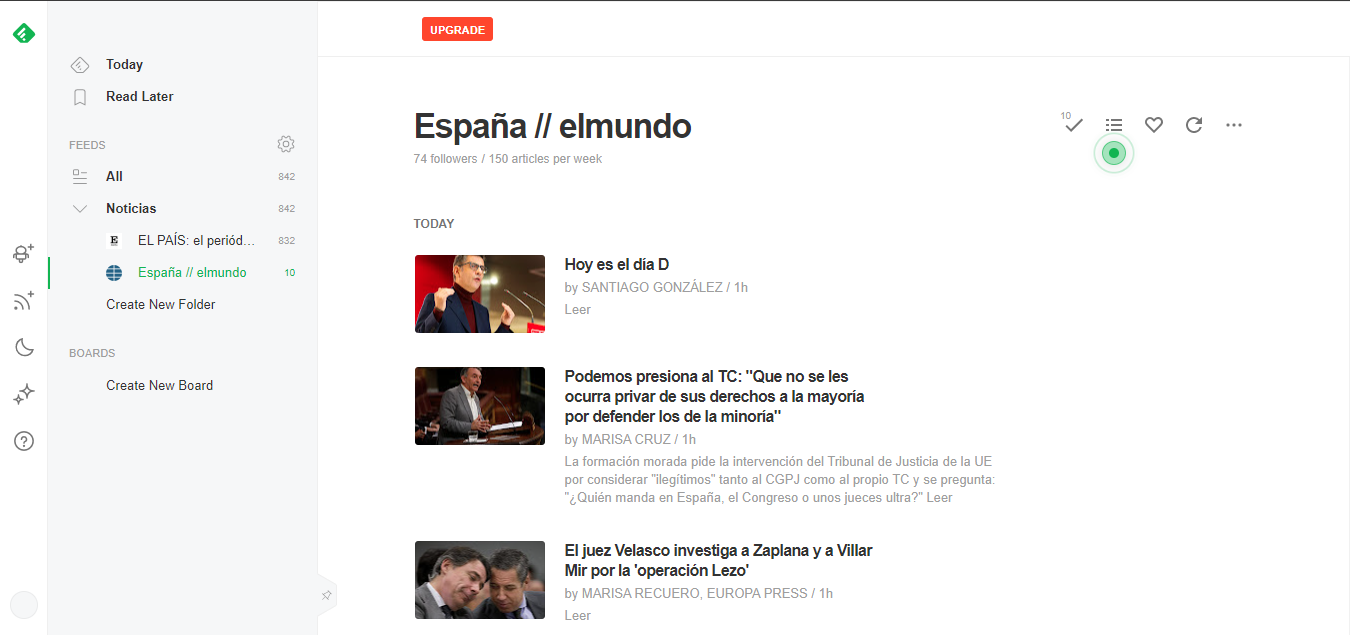 UPGRADE
Today
Read Later
FEEDS
All 842
Noticias 842
E EL PAÍS: el periód... 832
España // elmundo 10
Create New Folder
BOARDS
Create New Board
España // elmundo
10
74 followers / 150 articles per week
TODAY
Hoy es el día D
by SANTIAGO GONZÁLEZ / 1h
Leer
Podemos presiona al TC: "Que no se les
ocurra privar de sus derechos a la mayoría
por defender los de la minoría"
by MARISA CRUZ / 1h
La formación morada pide la intervención del Tribunal de Justicia de la UE
por considerar "ilegítimos" tanto al CGPJ como al propio TC y se pregunta:
"¿Quién manda en España, el Congreso o unos jueces ultra?" Leer
El juez Velasco investiga a Zaplana y a Villar
Mir por la 'operación Lezo'
by MARISA RECUERO, EUROPA PRESS / 1h
Leer